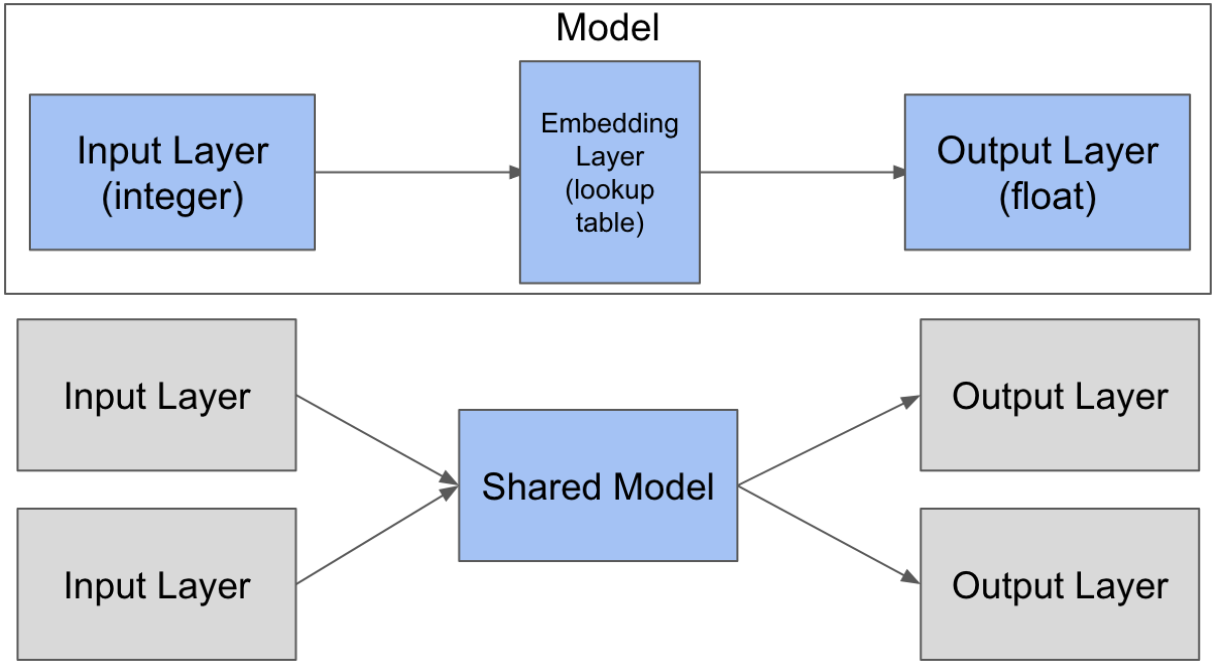 Model
Input Layer
(integer)
Embedding
Layer
(lookup
table)
Output Layer
(float)
Input Layer
Output Layer
Shared Model
Input Layer
Output Layer